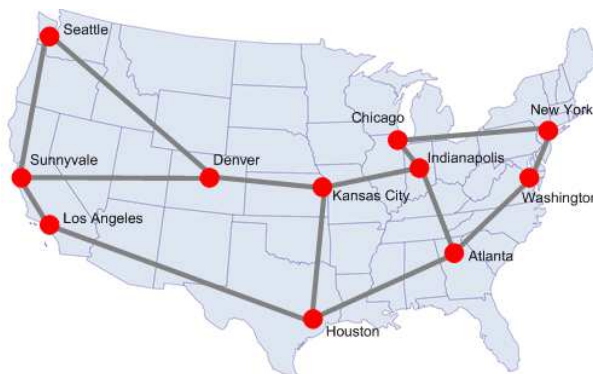 Seattle
Chicago
New York
Sunnyvale
Denver
Indianapolis
Kansas City
Washington
Los Angeles
Atlanta
Houston